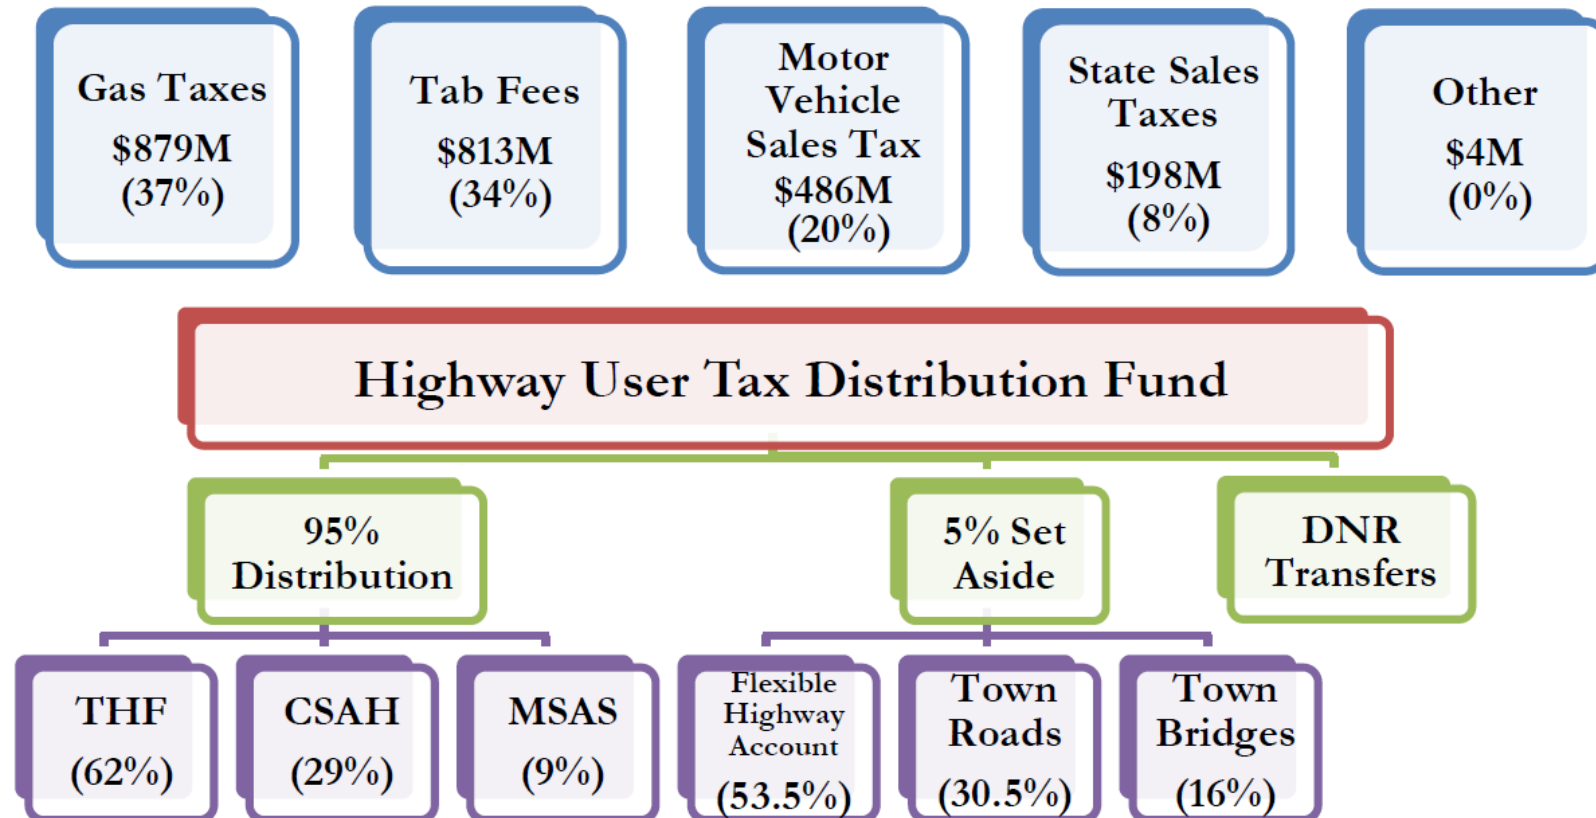 Gas Taxes
$879M
(37%)
Tab Fees
$813M
(34%)
Motor
Vehicle
Sales Tax
$486M
(20%)
State Sales
Taxes
$198M
(8%)
Other
$4M
(0%)
Highway User Tax Distribution Fund
95%
Distribution
5% Set
Aside
DNR
Transfers
THF
(62%)
CSAH
(29%)
MSAS
(9%)
Flexible
Highway
Account
(53.5%)
Town
Roads
(30.5%)
Town
Bridges
(16%)